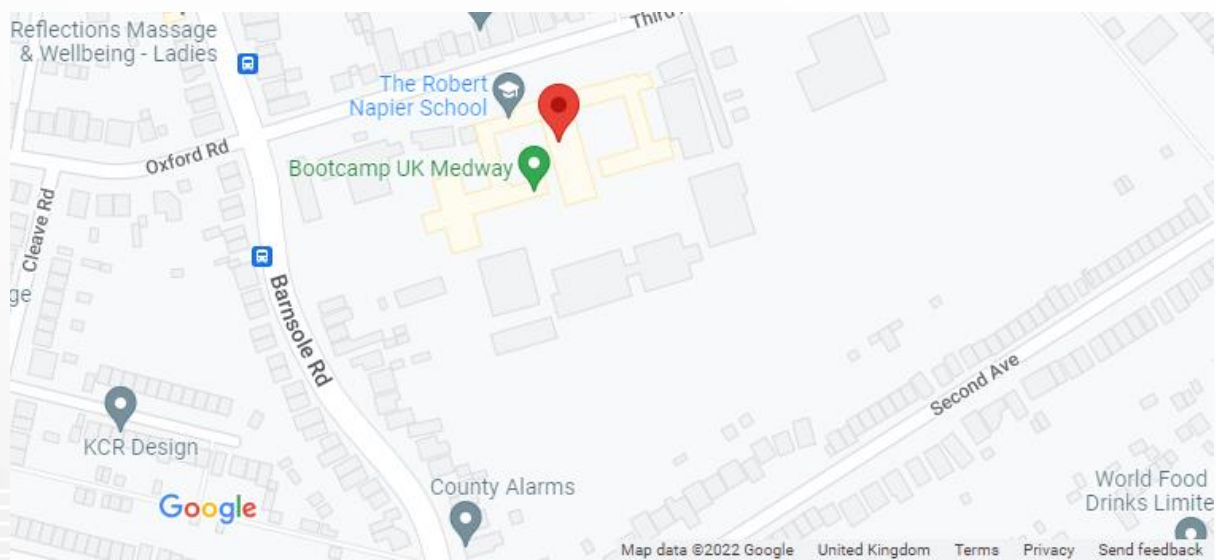 Reflections Massage
& Wellbeing - Ladies
Third
The Robert
Napier School
Oxford Rd
Bootcamp UK Medway
Cleave Rd
ge
Barnsole Rd
Second Ave
KCR Design
County Alarms
World Food
Drinks Limite
Google
Map data ©2022 Google United Kingdom Terms Privacy Send feedback